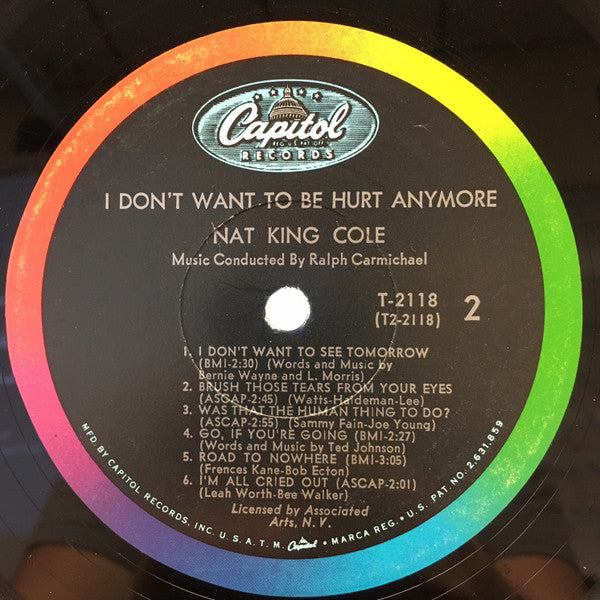 Capitol
REG. U.S. PAT. OFF.
RECORDS
I DON'T WANT TO BE HURT ANYMORE
NAT KING COLE
Music Conducted By Ralph Carmichael
T-2118
(T2-2118)
2
1. I DON'T WANT TO SEE TOMORROW
(BMI-2:30) (Words and Music by
Bernie Wayne and L. Morris)
2. BRUSH THOSE TEARS FROM YOUR EYES
(ASCAP-2:45) (Watts-Haldeman-Lee)
3. WAS THAT THE HUMAN THING TO DO?
(ASCAP-2:55) (Sammy Fain-Joe Young)
4. GO, IF YOU'RE GOING (BMI-2:27)
(Words and Music by Ted Johnson)
5. ROAD TO NOWHERE (BMI-3:05)
(Frences Kane-Bob Ecton)
6. I'M ALL CRIED OUT (ASCAP-2:01)
(Leah Worth-Bee Walker)
Licensed by Associated
Arts, N. V.
MFD BY CAPITOL RECORDS, INC. U.S.A. T.M. Capitol • MARCA REG. • U.S. PAT. NO. 2,631,859